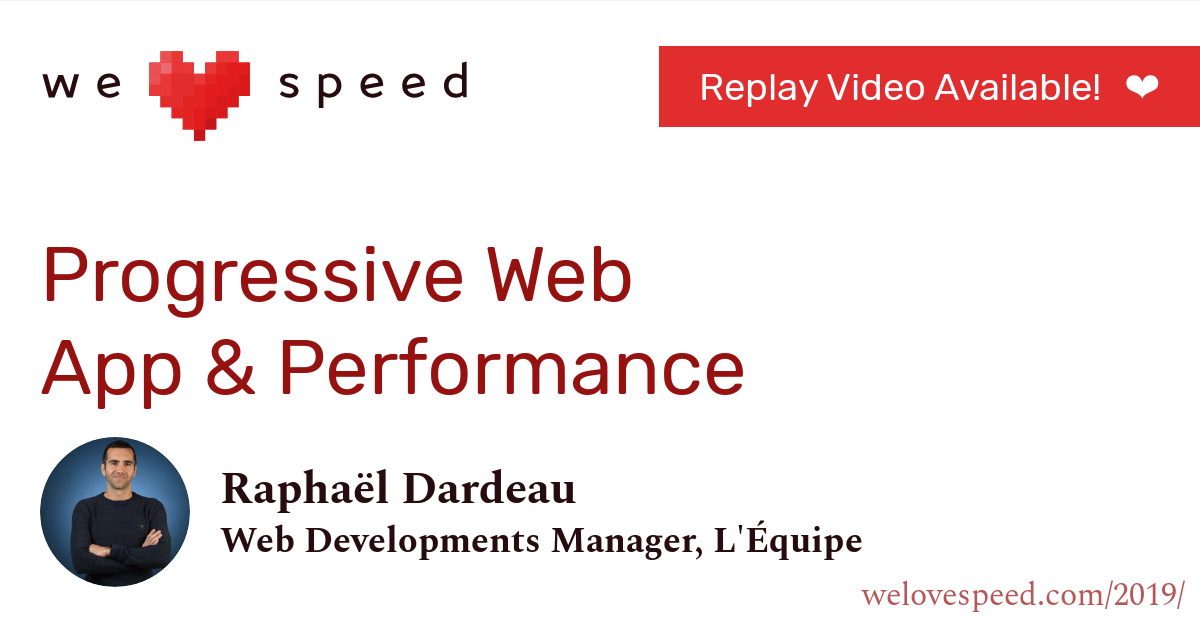 we speed
Replay Video Available! ❤
Progressive Web
App & Performance
Raphaël Dardeau
Web Developments Manager, L'Équipe
welovespeed.com/2019/